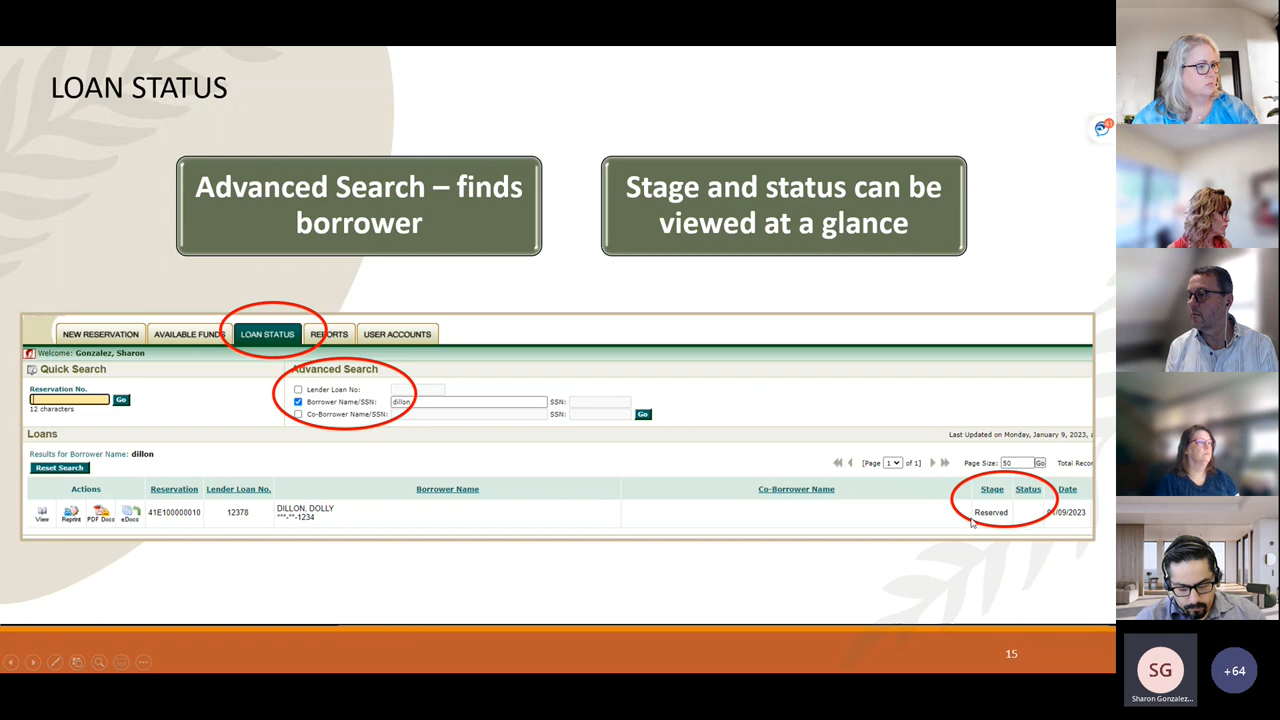 LOAN STATUS
Advanced Search – finds
borrower
Stage and status can be
viewed at a glance
NEW RESERVATION
AVAILABLE FUNDS
LOAN STATUS
REPORTS
USER ACCOUNTS
Welcome: Gonzalez, Sharon
Quick Search
Reservation No.
Go
12 characters
Advanced Search
Lender Loan No:
Borrower Name/SSN:
dillon
SSN:
Co-Borrower Name/SSN:
SSN:
Go
Loans
Last Updated on Monday, January 9, 2023,
Results for Borrower Name: dillon
Reset Search
[Page 1 of 1]
Page Size: 50 Go
Total Recor
Actions
Reservation
Lender Loan No.
Borrower Name
Co-Borrower Name
Stage
Status
Date
View
Reprint
PDF Docs
eDocs
41E100000010
12378
DILLON, DOLLY
***-**-1234
Reserved
01/09/2023
15
41
SG
Sharon Gonzalez...
+64